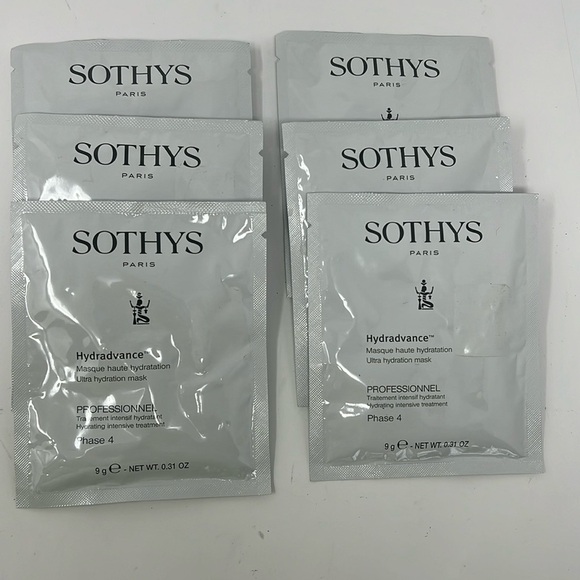 SOTHYS
PARIS
SOTHYS
PARIS
SOTHYS
PARIS
Hydradvance™
Masque haute hydratation
Ultra hydration mask
PROFESSIONNEL
Traitement intensif hydratant
Hydrating intensive treatment
Phase 4
9 g ℮ - NET WT. 0.31 OZ
SOTHYS
PARIS
SOTHYS
PARIS
SOTHYS
PARIS
Hydradvance™
Masque haute hydratation
Ultra hydration mask
PROFESSIONNEL
Traitement intensif hydratant
Hydrating intensive treatment
Phase 4
9 g ℮ - NET WT. 0.31 OZ